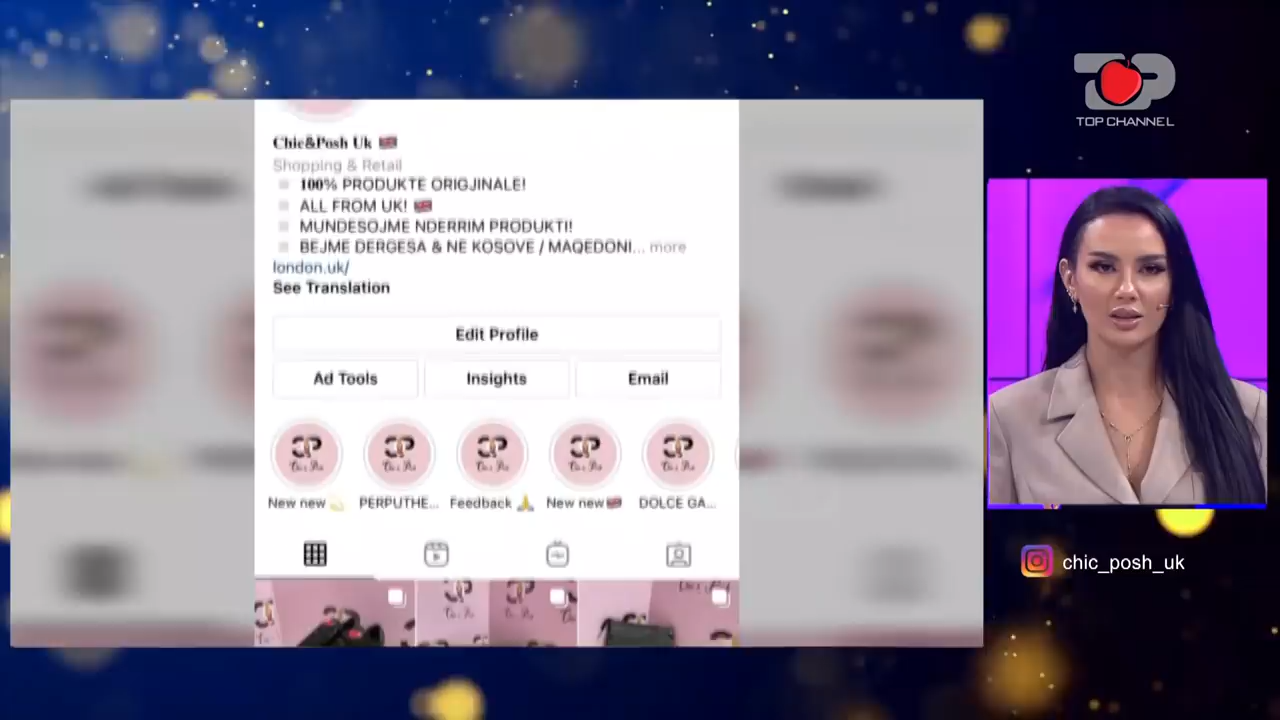 TOP CHANNEL
Chic&Posh Uk
Shopping & Retail
100% PRODUKTE ORIGJINALE!
ALL FROM UK!
MUNDESOJME NDERRIM PRODUKTI!
BEJME DERGESA & NE KOSOVE / MAQEDONI... more
london.uk/
See Translation
Edit Profile
Ad Tools
Insights
Email
New new
PERPUTHE...
Feedback
New new
DOLCE GA...
chic_posh_uk